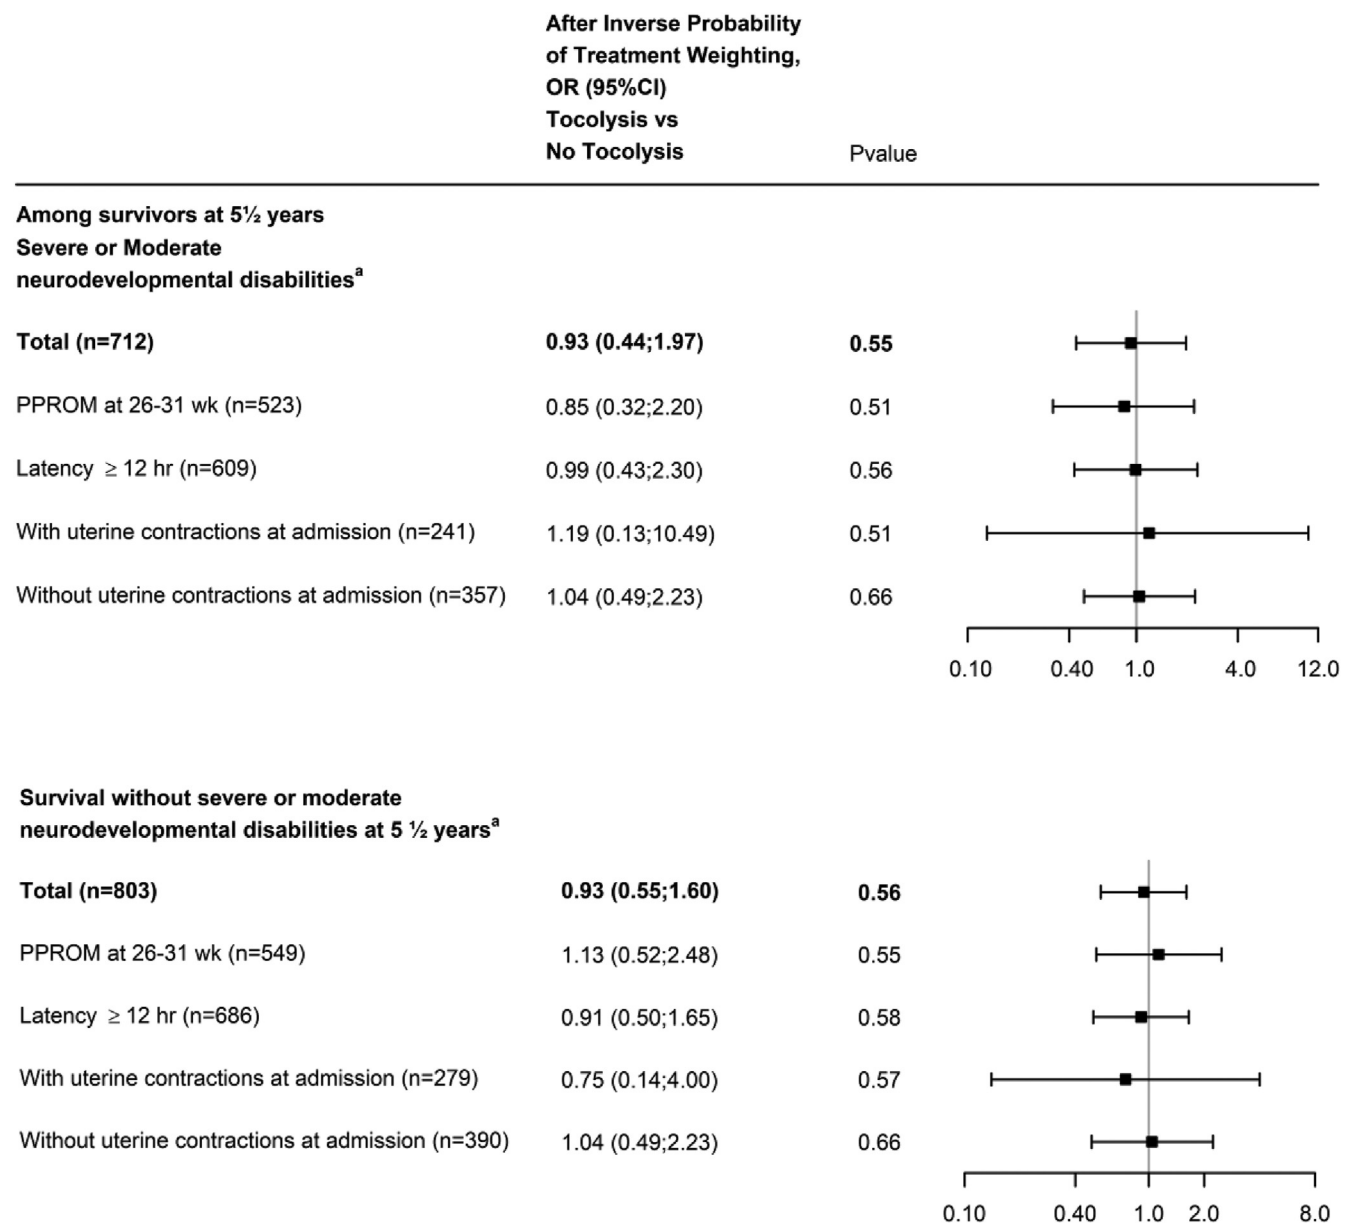 After Inverse Probability
of Treatment Weighting,
OR (95%CI)
Tocolysis vs
No Tocolysis Pvalue
Among survivors at 5½ years
Severe or Moderate
neurodevelopmental disabilitiesᵃ
Total (n=712) 0.93 (0.44;1.97) 0.55
PPROM at 26-31 wk (n=523) 0.85 (0.32;2.20) 0.51
Latency ≥ 12 hr (n=609) 0.99 (0.43;2.30) 0.56
With uterine contractions at admission (n=241) 1.19 (0.13;10.49) 0.51
Without uterine contractions at admission (n=357) 1.04 (0.49;2.23) 0.66
0.10 0.40 1.0 4.0 12.0
Survival without severe or moderate
neurodevelopmental disabilities at 5 ½ yearsᵃ
Total (n=803) 0.93 (0.55;1.60) 0.56
PPROM at 26-31 wk (n=549) 1.13 (0.52;2.48) 0.55
Latency ≥ 12 hr (n=686) 0.91 (0.50;1.65) 0.58
With uterine contractions at admission (n=279) 0.75 (0.14;4.00) 0.57
Without uterine contractions at admission (n=390) 1.04 (0.49;2.23) 0.66
0.10 0.40 1.0 2.0 8.0